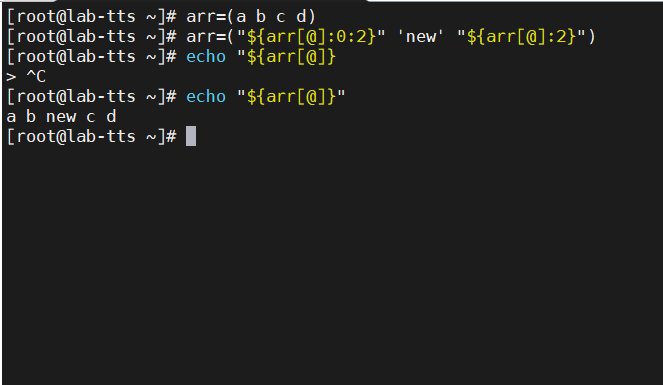 [root@lab-tts ~]# arr=(a b c d)
[root@lab-tts ~]# arr=("${arr[@]:0:2}" 'new' "${arr[@]:2}")
[root@lab-tts ~]# echo "${arr[@]}
> ^C
[root@lab-tts ~]# echo "${arr[@]}"
a b new c d
[root@lab-tts ~]#